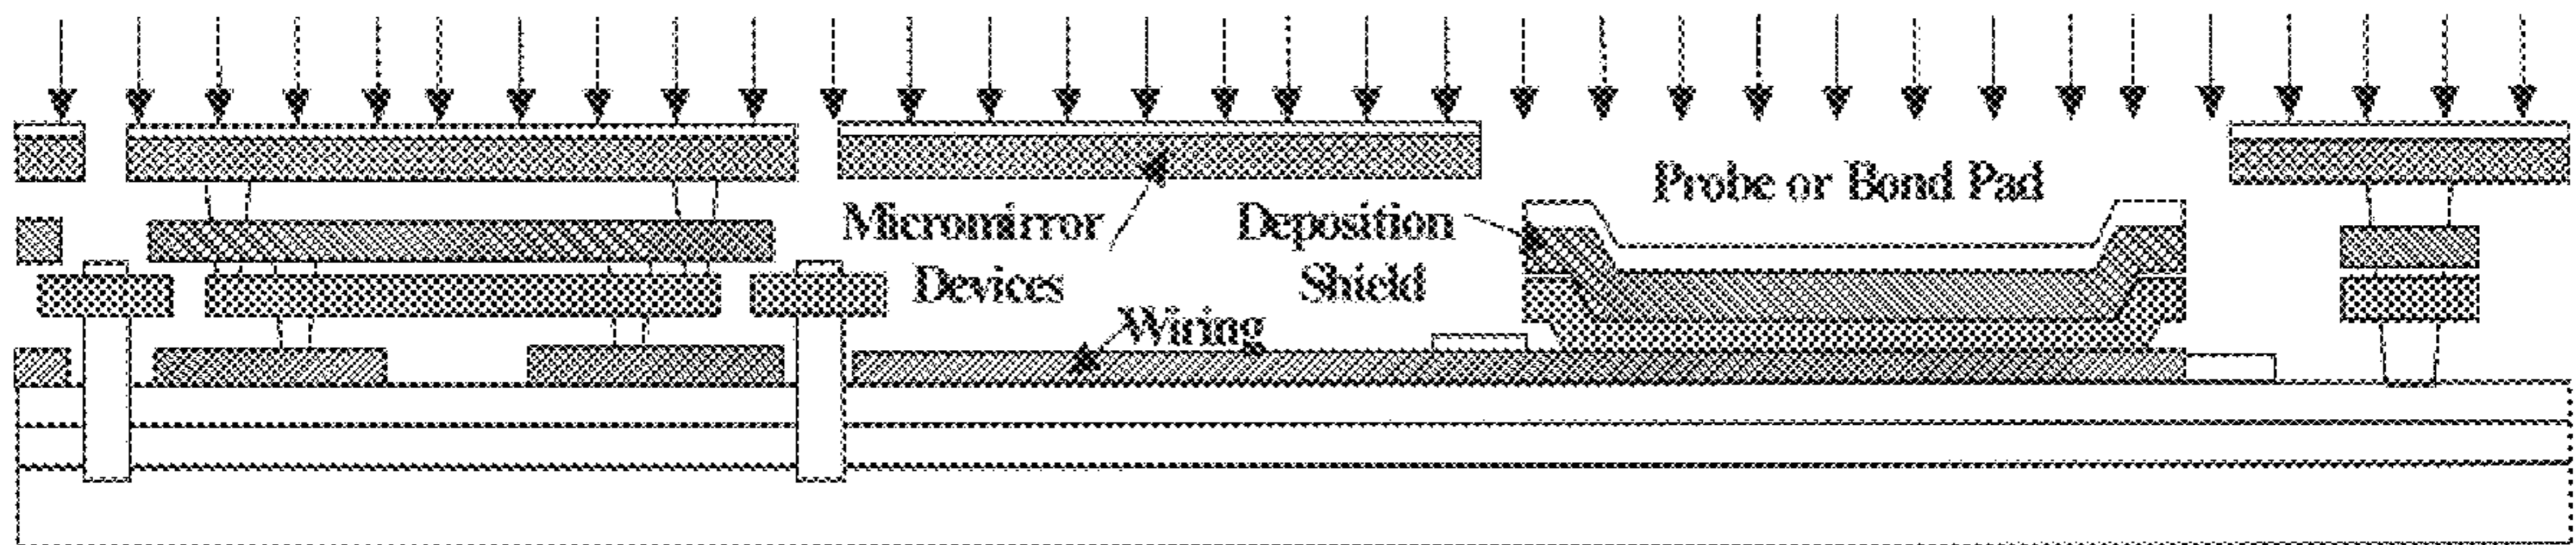 Probe or Bond Pad
Micromirror
Devices
Deposition
Shield
Wiring